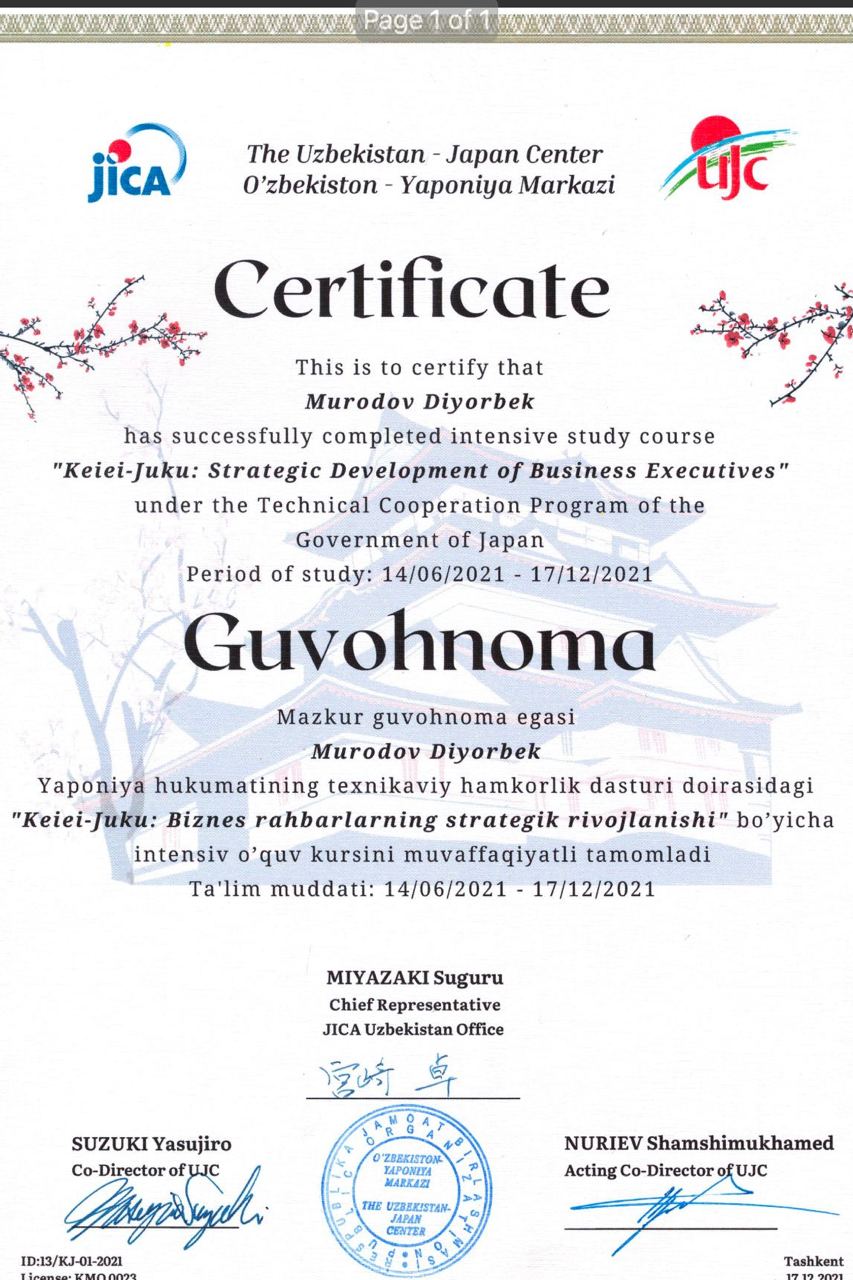 Page 1 of 1
jiCA
The Uzbekistan - Japan Center
O’zbekiston - Yaponiya Markazi
UJC
Certificate
This is to certify that
Murodov Diyorbek
has successfully completed intensive study course
"Keiei-Juku: Strategic Development of Business Executives"
under the Technical Cooperation Program of the
Government of Japan
Period of study: 14/06/2021 - 17/12/2021
Guvohnoma
Mazkur guvohnoma egasi
Murodov Diyorbek
Yaponiya hukumatining texnikaviy hamkorlik dasturi doirasidagi
"Keiei-Juku: Biznes rahbarlarning strategik rivojlanishi" bo’yicha
intensiv o’quv kursini muvaffaqiyatli tamomladi
Ta'lim muddati: 14/06/2021 - 17/12/2021
MIYAZAKI Suguru
Chief Representative
JICA Uzbekistan Office
宮崎 卓
SUZUKI Yasujiro
Co-Director of UJC
NURIEV Shamshimukhamed
Acting Co-Director of UJC
RESPUBLIKA JAMOAT BIRLASHMASI
PUBLIC ORGANIZATION
O’ZBEKISTON-
YAPONIYA
MARKAZI
THE UZBEKISTAN-
JAPAN
CENTER
ID:13/KJ-01-2021
License: KMO 0023
Tashkent
17.12.2021